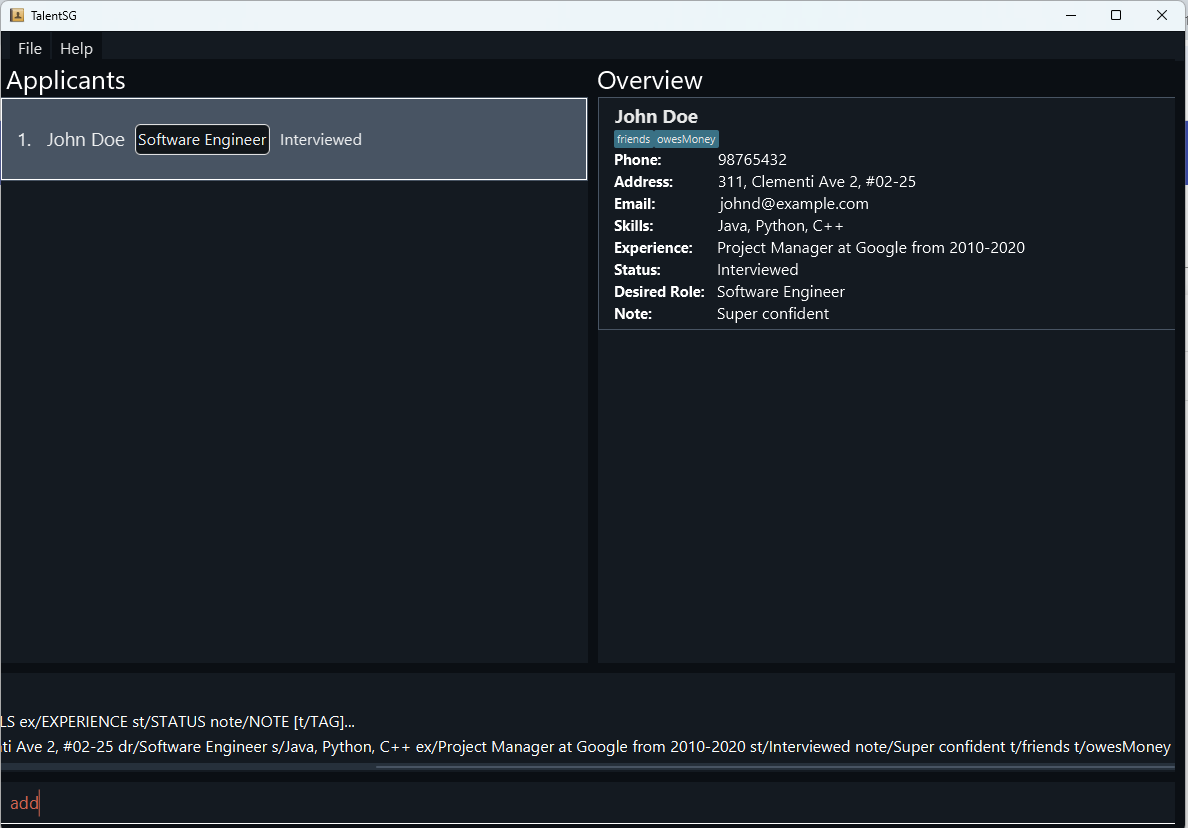 TalentSG
File Help
Applicants
1. John Doe Software Engineer Interviewed
Overview
John Doe
friends owesMoney
Phone: 98765432
Address: 311, Clementi Ave 2, #02-25
Email: johnd@example.com
Skills: Java, Python, C++
Experience: Project Manager at Google from 2010-2020
Status: Interviewed
Desired Role: Software Engineer
Note: Super confident
LS ex/EXPERIENCE st/STATUS note/NOTE [t/TAG]...
ti Ave 2, #02-25 dr/Software Engineer s/Java, Python, C++ ex/Project Manager at Google from 2010-2020 st/Interviewed note/Super confident t/friends t/owesMoney
add